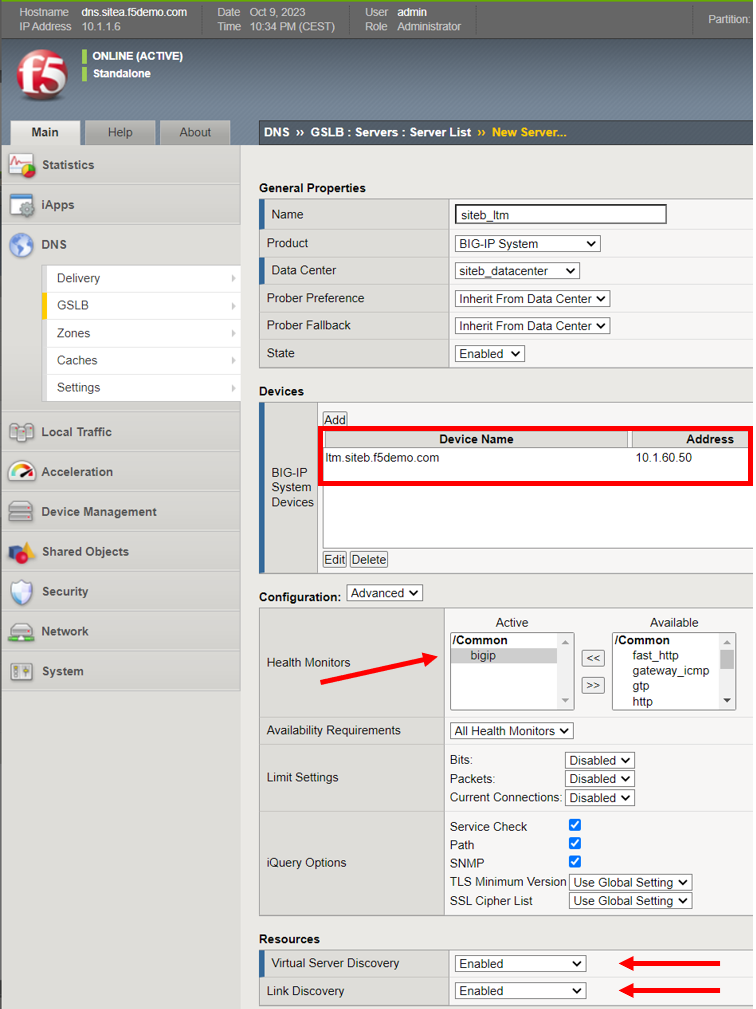 Hostname dns.sitea.f5demo.com Date Oct 9, 2023 User admin
IP Address 10.1.1.6 Time 10:34 PM (CEST) Role Administrator Partition:
f5
ONLINE (ACTIVE)
Standalone
Main Help About
DNS ›› GSLB : Servers : Server List ›› New Server...
Statistics
iApps
DNS
Delivery
GSLB
Zones
Caches
Settings
Local Traffic
Acceleration
Device Management
Shared Objects
Security
Network
System
General Properties
Name siteb_ltm
Product BIG-IP System
Data Center siteb_datacenter
Prober Preference Inherit From Data Center
Prober Fallback Inherit From Data Center
State Enabled
Devices
BIG-IP
System
Devices
Add
Device Name Address
ltm.siteb.f5demo.com 10.1.60.50
Edit Delete
Configuration: Advanced
Health Monitors
Active
/Common
bigip
<<
>>
Available
/Common
fast_http
gateway_icmp
gtp
http
Availability Requirements All Health Monitors
Limit Settings
Bits: Disabled
Packets: Disabled
Current Connections: Disabled
iQuery Options
Service Check
Path
SNMP
TLS Minimum Version Use Global Setting
SSL Cipher List Use Global Setting
Resources
Virtual Server Discovery Enabled
Link Discovery Enabled